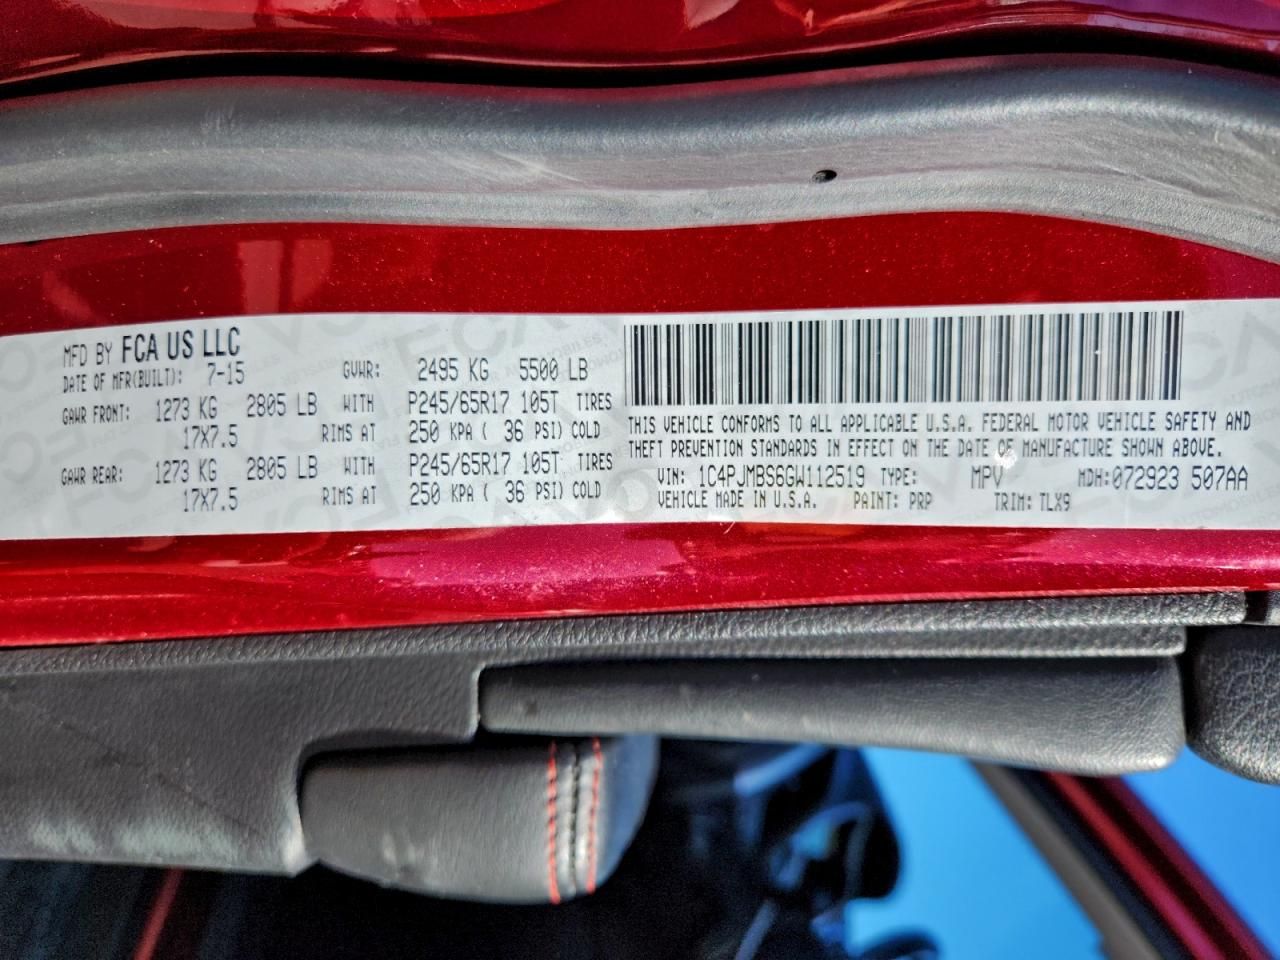 MFD BY FCA US LLC
DATE OF MFR(BUILT): 7-15 GVWR: 2495 KG 5500 LB
GAWR FRONT: 1273 KG 2805 LB WITH P245/65R17 105T TIRES
17X7.5 RIMS AT 250 KPA ( 36 PSI) COLD
GAWR REAR: 1273 KG 2805 LB WITH P245/65R17 105T TIRES
17X7.5 RIMS AT 250 KPA ( 36 PSI) COLD
THIS VEHICLE CONFORMS TO ALL APPLICABLE U.S.A. FEDERAL MOTOR VEHICLE SAFETY AND
THEFT PREVENTION STANDARDS IN EFFECT ON THE DATE OF MANUFACTURE SHOWN ABOVE.
VIN: 1C4PJMBS6GW112519 TYPE: MPV MDH:072923 507AA
VEHICLE MADE IN U.S.A. PAINT: PRP TRIM: TLX9